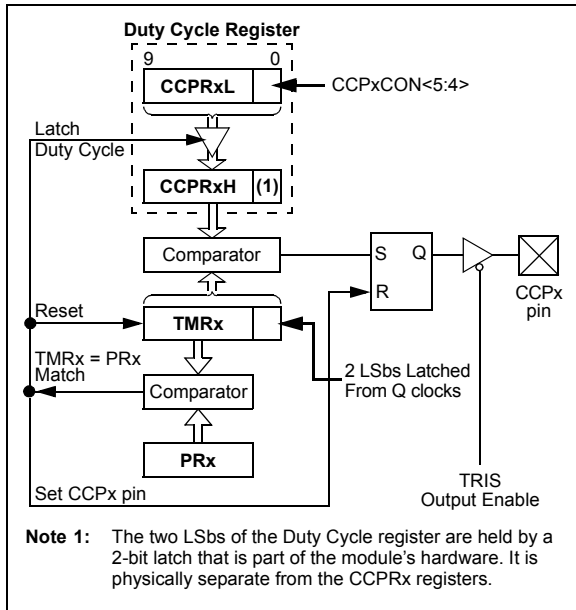 Duty Cycle Register
9 0
CCPRxL
CCPxCON<5:4>
Latch
Duty Cycle
CCPRxH (1)
Comparator
S Q
R
CCPx
pin
Reset
TMRx
TMRx = PRx
Match
2 LSbs Latched
From Q clocks
Comparator
PRx
Set CCPx pin
TRIS
Output Enable
Note 1: The two LSbs of the Duty Cycle register are held by a
2-bit latch that is part of the module's hardware. It is
physically separate from the CCPRx registers.